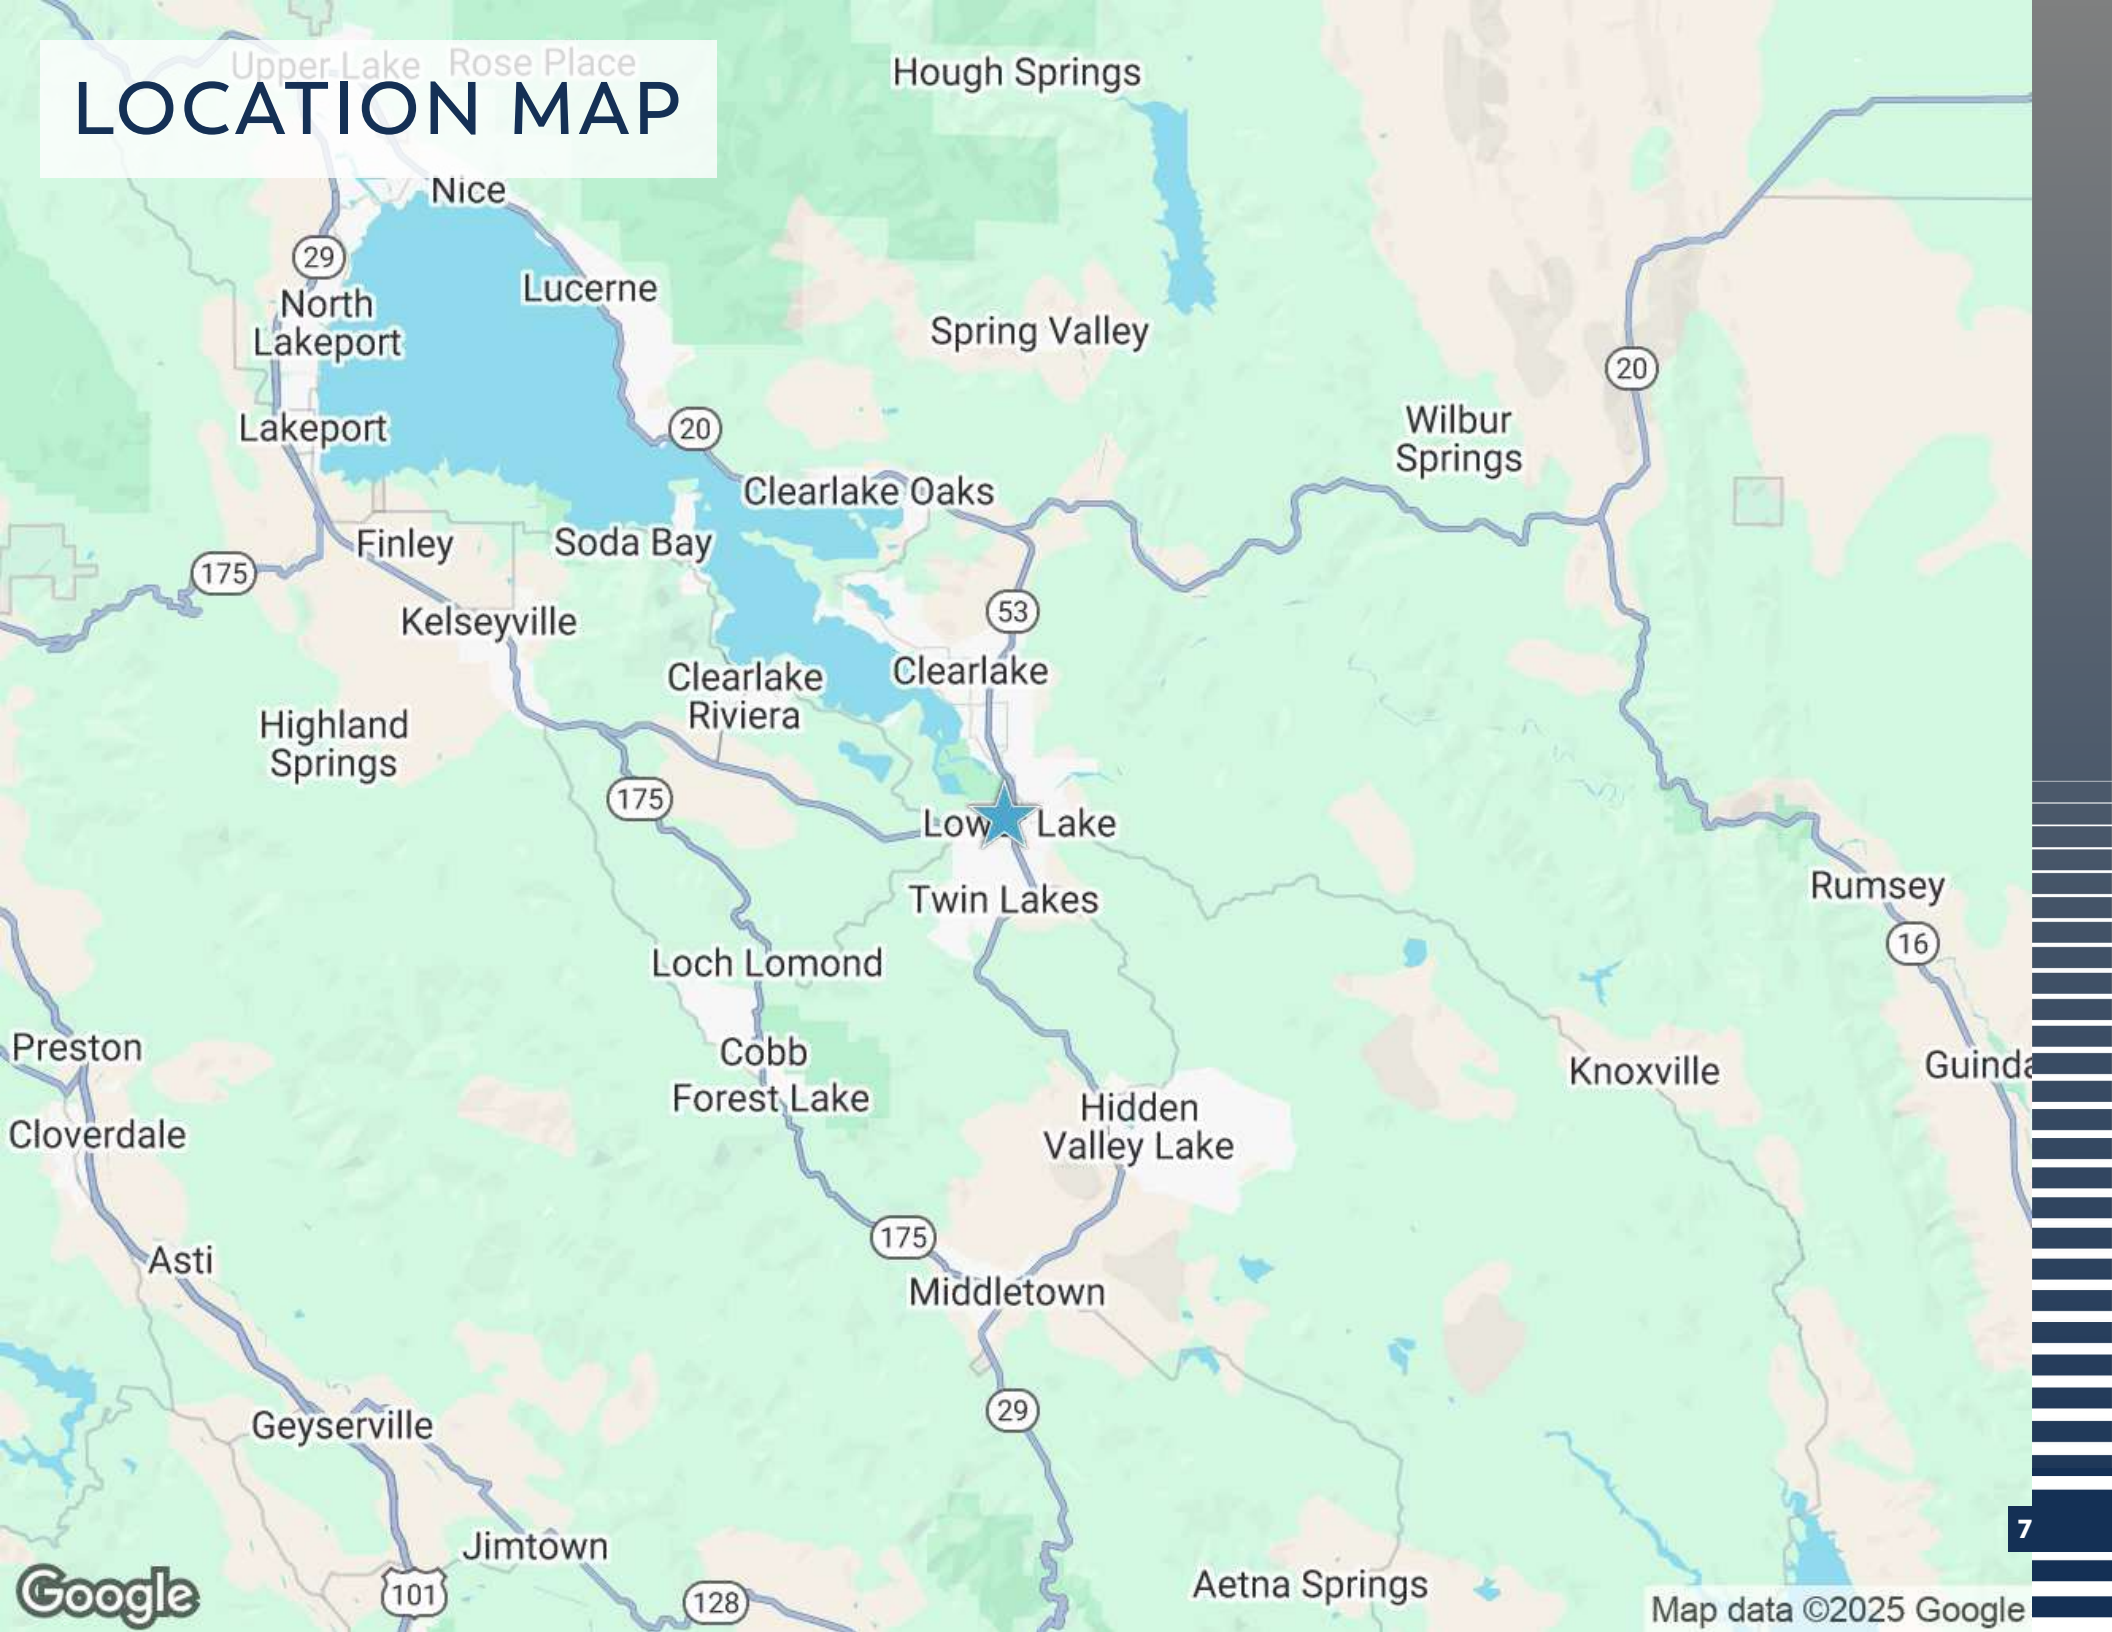 Upper Lake
Rose Place
LOCATION MAP
Hough Springs
Nice
29
North
Lakeport
Lucerne
Spring Valley
20
Lakeport
20
Wilbur
Springs
Clearlake Oaks
Finley
Soda Bay
175
53
Kelseyville
Clearlake
Clearlake
Riviera
Highland
Springs
175
Low Lake
Twin Lakes
Rumsey
16
Loch Lomond
Preston
Cobb
Knoxville
Guinda
Forest Lake
Hidden
Valley Lake
Cloverdale
175
Asti
Middletown
29
Geyserville
7
Jimtown
101
128
Aetna Springs
Google
Map data ©2025 Google